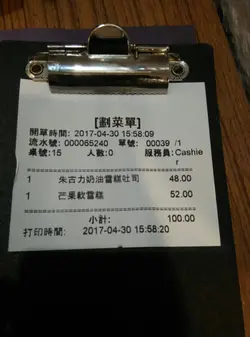 [劃菜單]
開單時間: 2017-04-30 15:58:09
流水號: 000065240 單號: 00039 /1
桌號:15 人數:0 服務員:Cashie
r
1 朱古力奶油雪糕吐司 48.00
1 芒果軟雪糕 52.00
小計: 100.00
打印時間: 2017-04-30 15:58:20